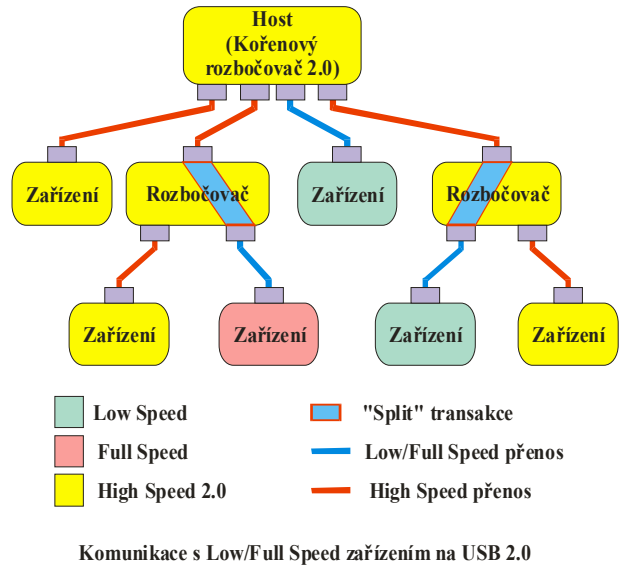 Host
(Kořenový
rozbočovač 2.0)
Zařízení
Rozbočovač
Zařízení
Rozbočovač
Zařízení
Zařízení
Zařízení
Zařízení
Low Speed
"Split" transakce
Full Speed
Low/Full Speed přenos
High Speed 2.0
High Speed přenos
Komunikace s Low/Full Speed zařízením na USB 2.0